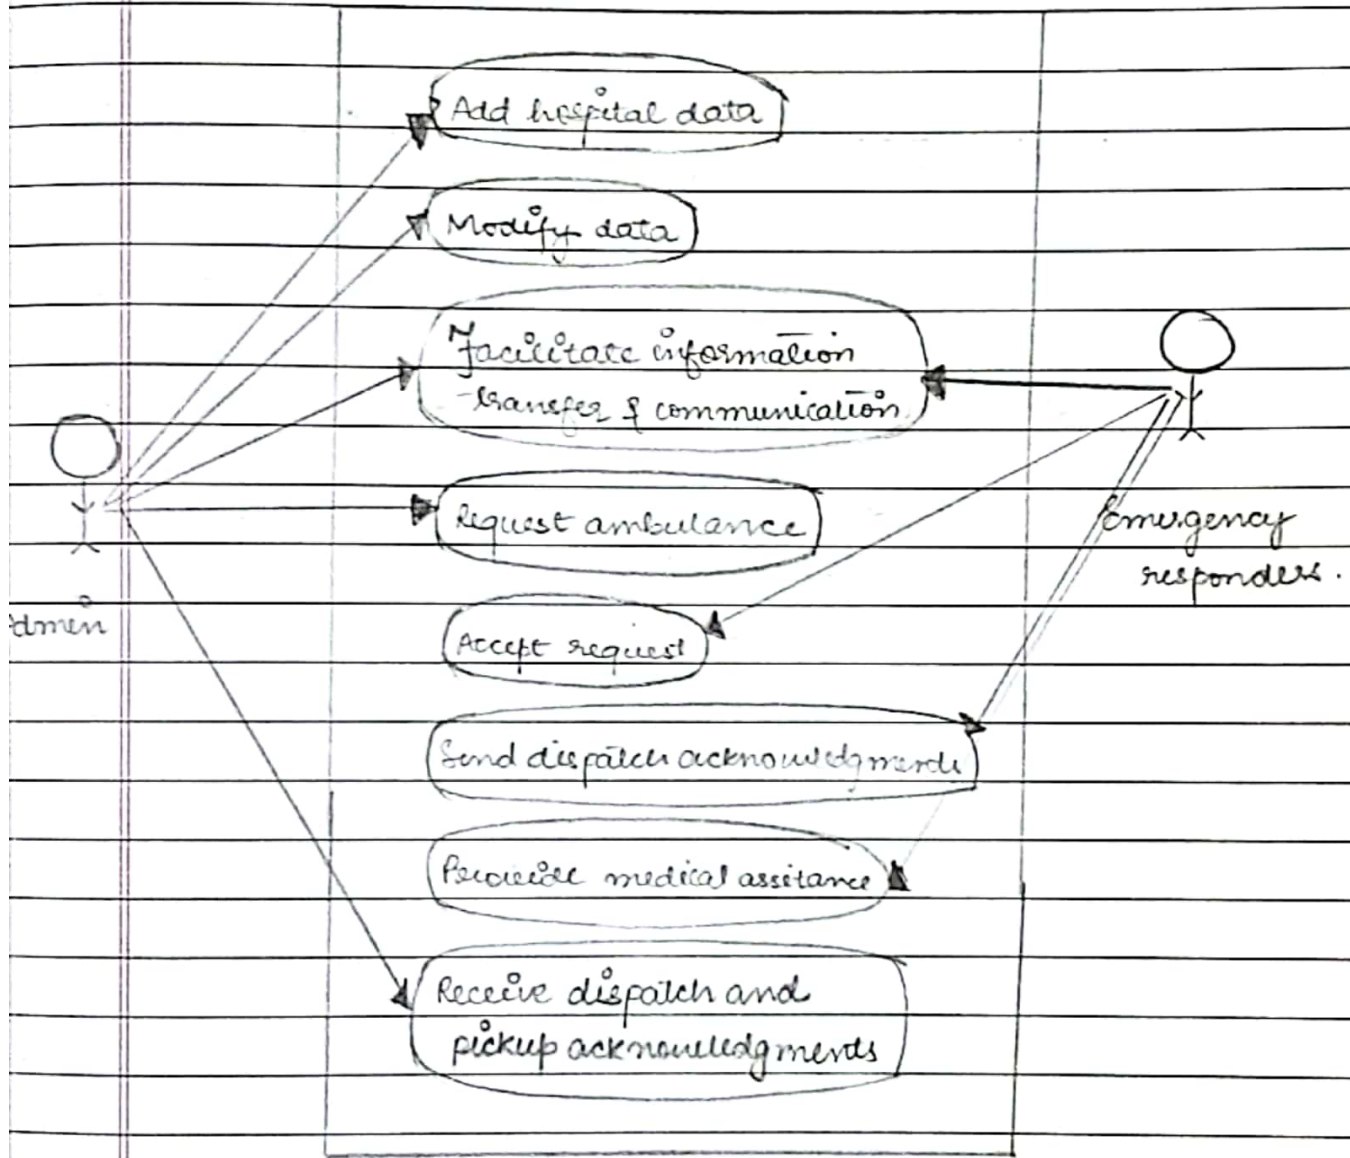 Add hospital data
Modify data
Facilitate information
transfer & communication
Request ambulance
Emergency
responders.
dmin
Accept request
Send dispatch acknowledgments
Provide medical assitance
Receive dispatch and
pickup acknowledgments